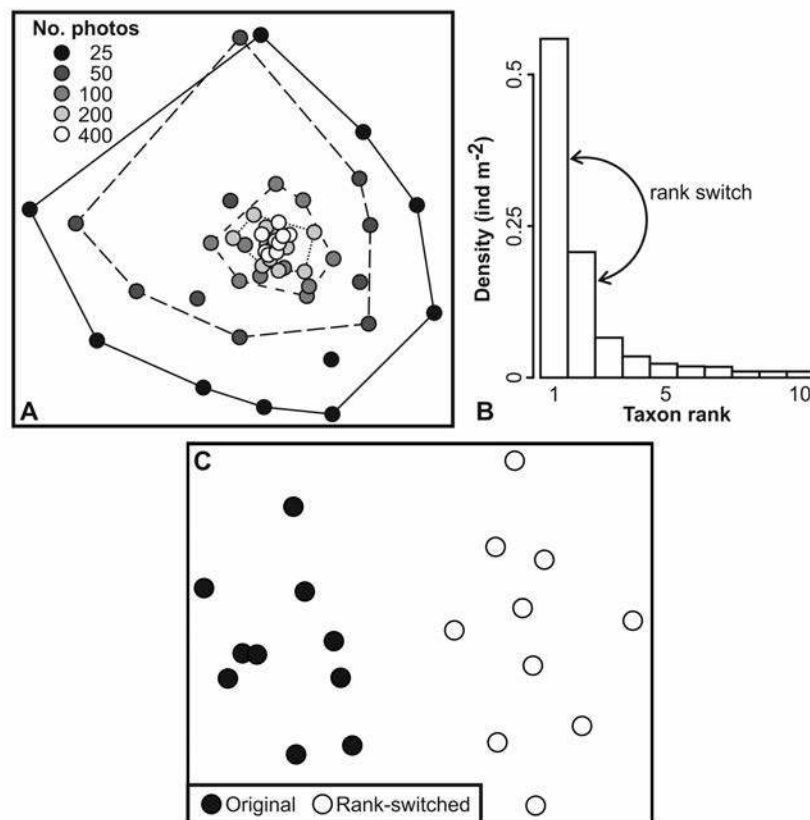 No. photos
25
50
100
200
400
A
Density (ind m-2)
0.5
0.25
0
rank switch
1
5
10
Taxon rank
B
C
Original
Rank-switched